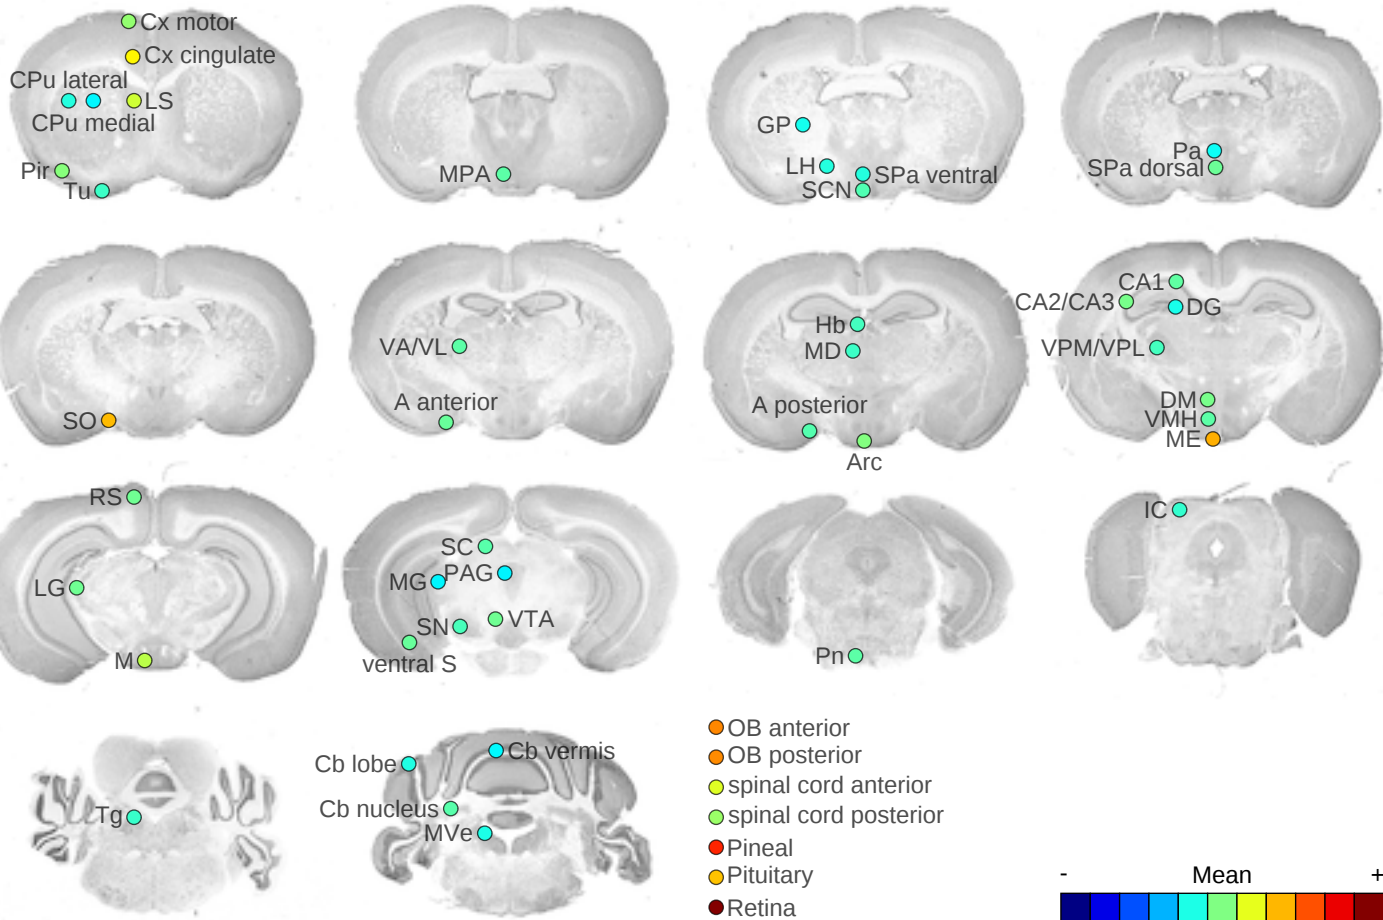 Cx motor
Cx cingulate
CPu lateral
LS
CPu medial
Pir
Tu
MPA
GP
LH
SPa ventral
SCN
Pa
SPa dorsal
SO
VA/VL
A anterior
Hb
MD
A posterior
Arc
CA1
CA2/CA3
DG
VPM/VPL
DM
VMH
ME
RS
LG
M
SC
MG
PAG
SN
VTA
ventral S
Pn
IC
Tg
Cb lobe
Cb vermis
Cb nucleus
MVe
OB anterior
OB posterior
spinal cord anterior
spinal cord posterior
Pineal
Pituitary
Retina
- Mean +